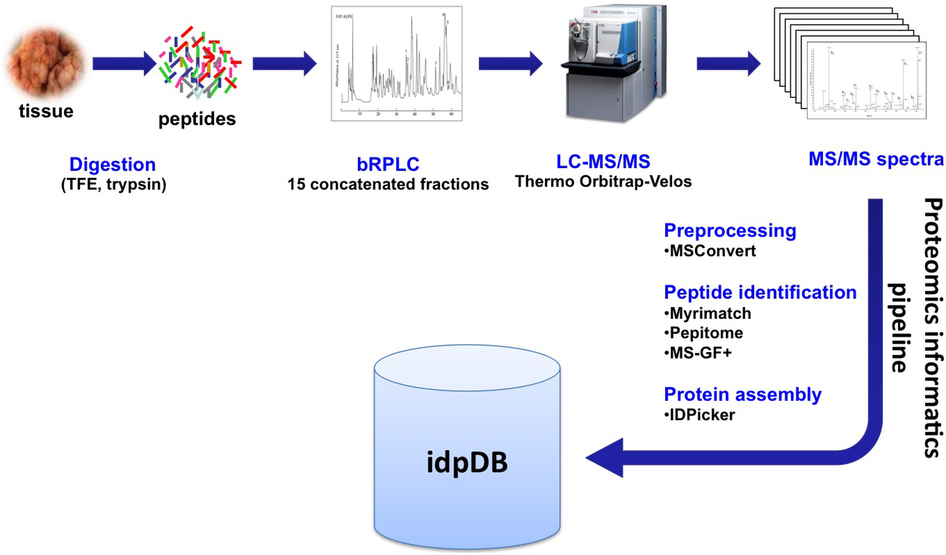 tissue
peptides
Digestion
(TFE, trypsin)
bRPLC
15 concatenated fractions
LC-MS/MS
Thermo Orbitrap-Velos
MS/MS spectra
Proteomics informatics
pipeline
Preprocessing
•MSConvert
Peptide identification
•Myrimatch
•Pepitome
•MS-GF+
Protein assembly
•IDPicker
idpDB